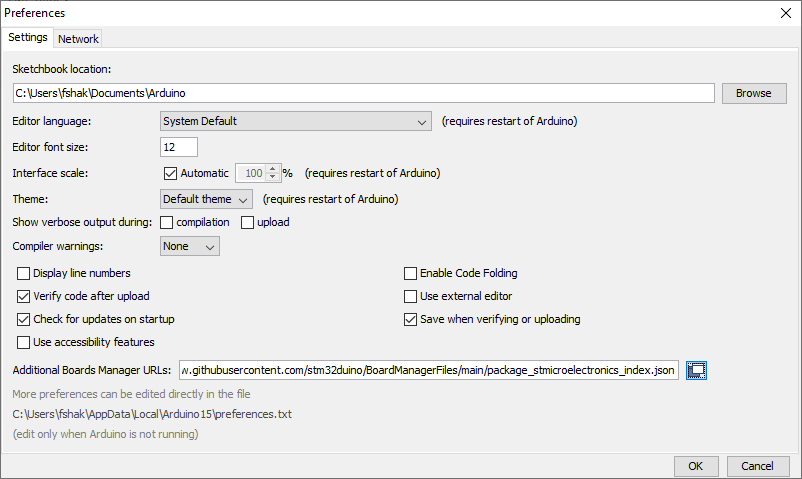 Preferences
Settings Network
Sketchbook location:
C:\Users\fshak\Documents\Arduino Browse
Editor language: System Default (requires restart of Arduino)
Editor font size: 12
Interface scale: Automatic 100 % (requires restart of Arduino)
Theme: Default theme (requires restart of Arduino)
Show verbose output during: compilation upload
Compiler warnings: None
Display line numbers Enable Code Folding
Verify code after upload Use external editor
Check for updates on startup Save when verifying or uploading
Use accessibility features
Additional Boards Manager URLs: .githubusercontent.com/stm32duino/BoardManagerFiles/main/package_stmicroelectronics_index.json
More preferences can be edited directly in the file
C:\Users\fshak\AppData\Local\Arduino15\preferences.txt
(edit only when Arduino is not running)
OK Cancel